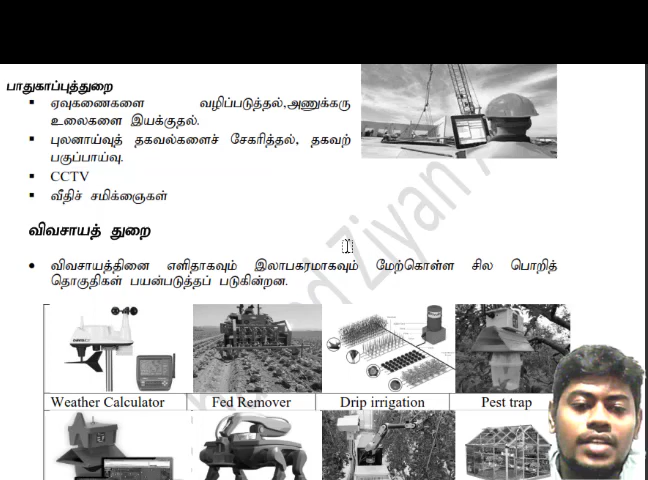 பாதுகாப்புத்துறை
▪ ஏவுகணைகளை வழிப்படுத்தல்,அணுக்கரு
உலைகளை இயக்குதல்.
▪ புலனாய்வுத் தகவல்களைச் சேகரித்தல், தகவற்
பகுப்பாய்வு.
▪ CCTV
▪ வீதிச் சமிக்ஞைகள்
விவசாயத் துறை
• விவசாயத்தினை எளிதாகவும் இலாபகரமாகவும் மேற்கொள்ள சில பொறித்
தொகுதிகள் பயன்படுத்தப் படுகின்றன.
Weather Calculator Fed Remover Drip irrigation Pest trap